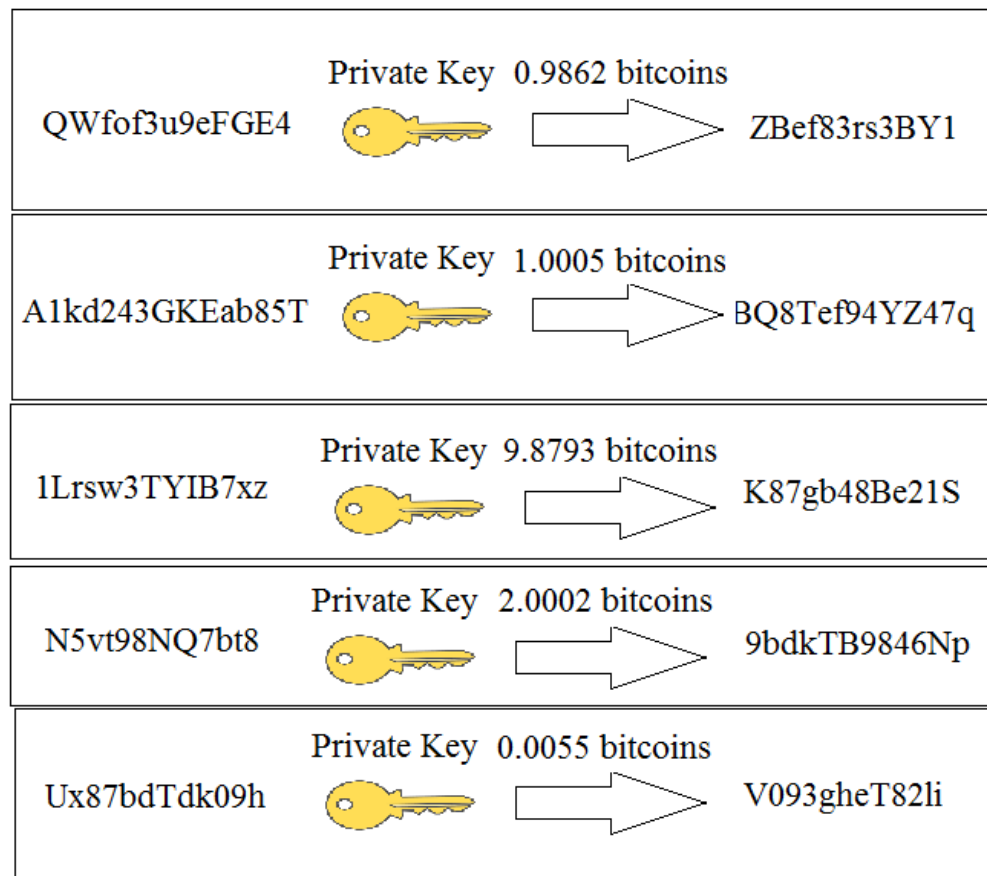 Private Key 0.9862 bitcoins
QWfof3u9eFGE4 ZBef83rs3BY1
Private Key 1.0005 bitcoins
A1kd243GKEab85T BQ8Tef94YZ47q
Private Key 9.8793 bitcoins
1Lrsw3TYIB7xz K87gb48Be21S
Private Key 2.0002 bitcoins
N5vt98NQ7bt8 9bdkTB9846Np
Private Key 0.0055 bitcoins
Ux87bdTdk09h V093gheT82li